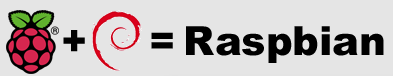 ® + = Raspbian